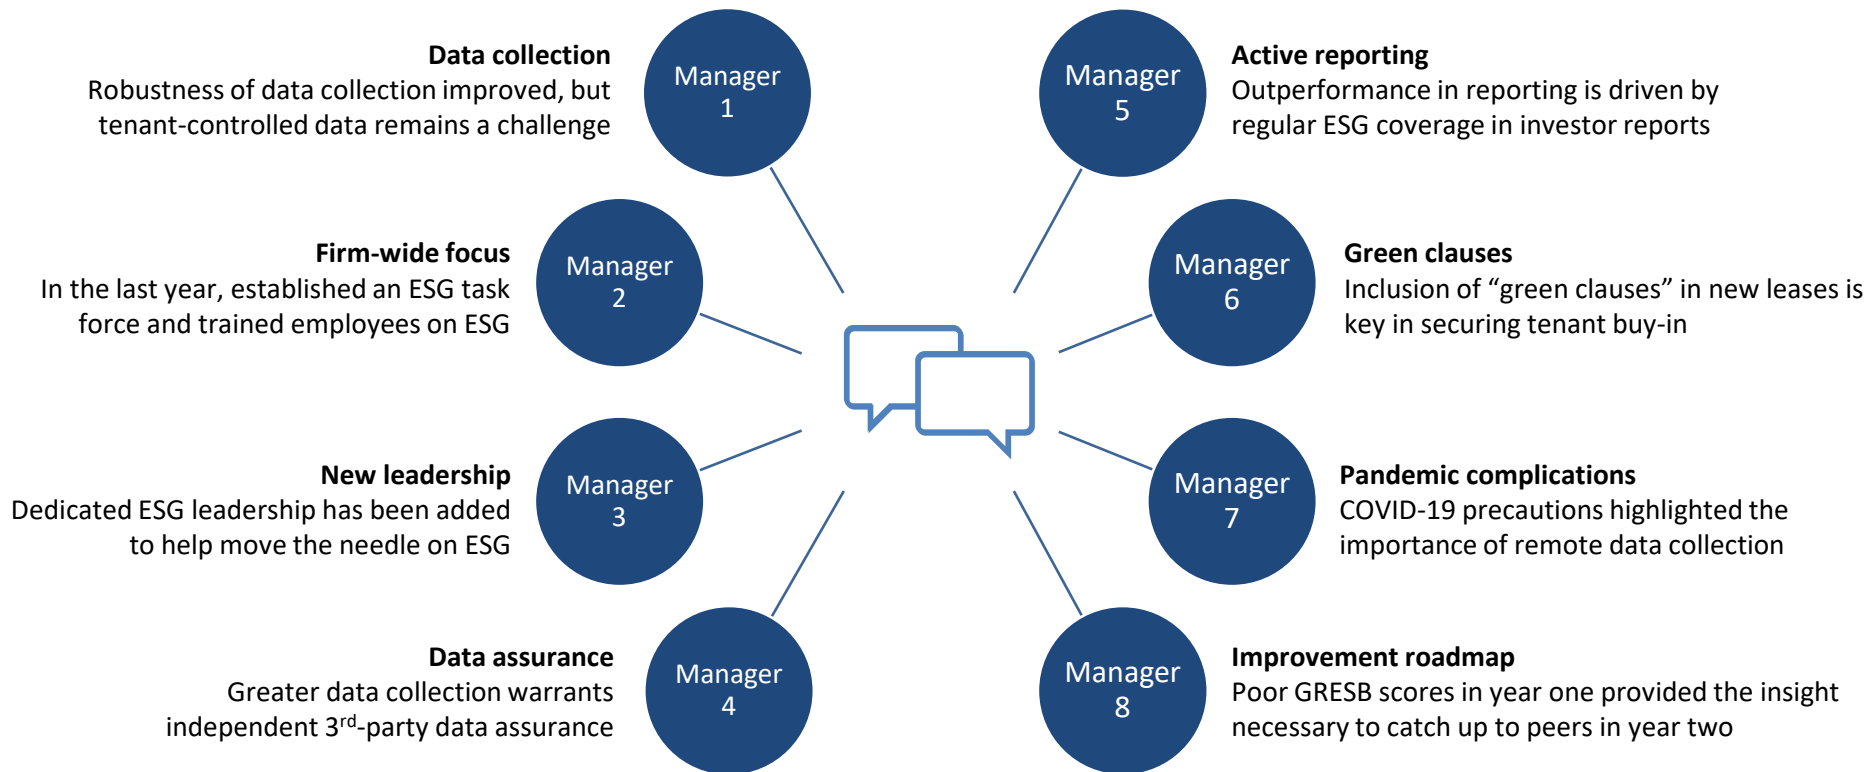 Data collection
Robustness of data collection improved, but
tenant-controlled data remains a challenge
Manager
1
Firm-wide focus
In the last year, established an ESG task
force and trained employees on ESG
Manager
2
New leadership
Dedicated ESG leadership has been added
to help move the needle on ESG
Manager
3
Data assurance
Greater data collection warrants
independent 3rd-party data assurance
Manager
4
Manager
5
Active reporting
Outperformance in reporting is driven by
regular ESG coverage in investor reports
Manager
6
Green clauses
Inclusion of “green clauses” in new leases is
key in securing tenant buy-in
Manager
7
Pandemic complications
COVID-19 precautions highlighted the
importance of remote data collection
Manager
8
Improvement roadmap
Poor GRESB scores in year one provided the insight
necessary to catch up to peers in year two